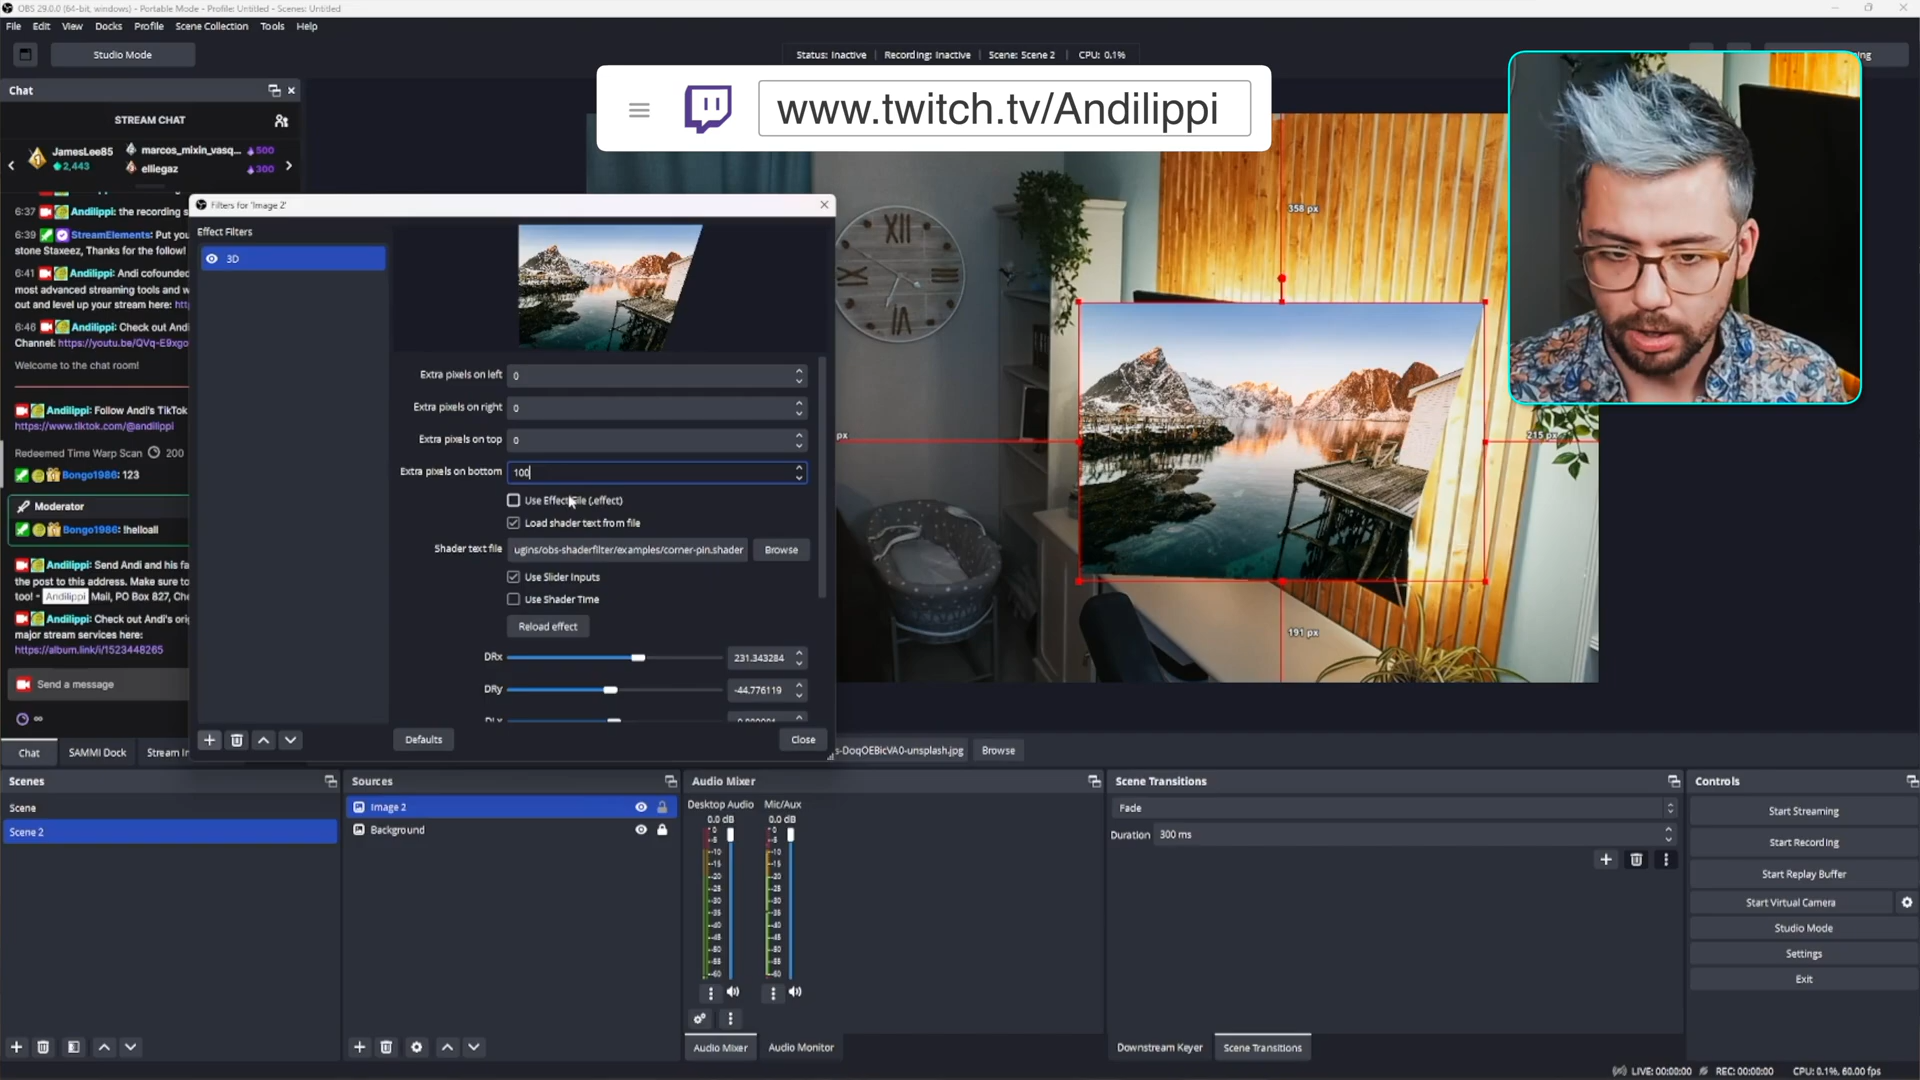 OBS 29.0.0 (64-bit, windows) - Portable Mode - Profile: Untitled - Scenes: Untitled
File Edit View Docks Profile Scene Collection Tools Help
Studio Mode
Status: Inactive Recording: Inactive Scene: Scene 2 CPU: 0.1%
www.twitch.tv/Andilippi
Chat
STREAM CHAT
1 JamesLee85 2,443
marcos_mixin_vasq... 500
elliegaz 300
6:37 Andilippi: the recording s
6:39 StreamElements: Put you
stone Staxeez, Thanks for the follow!
6:41 Andilippi: Andi cofounded
most advanced streaming tools and w
out and level up your stream here: htt
6:46 Andilippi: Check out Andi
Channel: https://youtu.be/QVq-E9xgo
Welcome to the chat room!
Andilippi: Follow Andi's TikTok
https://www.tiktok.com/@andilippi
Redeemed Time Warp Scan 200
Bongo1986: 123
Moderator
Bongo1986: !helloall
Andilippi: Send Andi and his fa
the post to this address. Make sure to
too! - Andilippi Mail, PO Box 827, Che
Andilippi: Check out Andi's orig
major stream services here:
https://album.link/i/1523448265
Send a message
Chat SAMMI Dock Stream In
Filters for 'Image 2'
Effect Filters
3D
Extra pixels on left 0
Extra pixels on right 0
Extra pixels on top 0
Extra pixels on bottom 100
Use Effect File (.effect)
Load shader text from file
Shader text file ugins/obs-shaderfilter/examples/corner-pin.shader Browse
Use Slider Inputs
Use Shader Time
Reload effect
DRx 231.343284
DRy -44.776119
DLx
Defaults Close
358 px
px
215 px
191 px
XII
s-DoqOEBicVA0-unsplash.jpg Browse
Scenes
Scene
Scene 2
Sources
Image 2
Background
Audio Mixer
Desktop Audio Mic/Aux
0.0 dB 0.0 dB
Audio Mixer Audio Monitor
Scene Transitions
Fade
Duration 300 ms
Downstream Keyer Scene Transitions
Controls
Start Streaming
Start Recording
Start Replay Buffer
Start Virtual Camera
Studio Mode
Settings
Exit
LIVE: 00:00:00 REC: 00:00:00 CPU: 0.1%, 60.00 fps